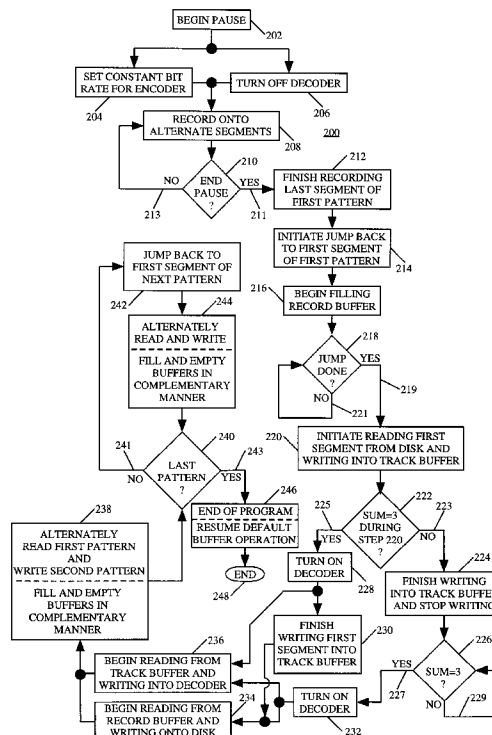 BEGIN PAUSE
202
SET CONSTANT BIT
RATE FOR ENCODER
204
TURN OFF DECODER
206
200
RECORD ONTO
ALTERNATE SEGMENTS
208
210
END
PAUSE
?
NO
213
YES
211
212
FINISH RECORDING
LAST SEGMENT OF
FIRST PATTERN
INITIATE JUMP BACK
TO FIRST SEGMENT OF
FIRST PATTERN
214
216
BEGIN FILLING
RECORD BUFFER
218
JUMP
DONE
?
YES
219
NO
221
220
INITIATE READING FIRST
SEGMENT FROM DISK AND
WRITING INTO TRACK BUFFER
222
SUM=3
DURING
STEP 220
?
225
YES
223
NO
224
FINISH WRITING
INTO TRACK BUFFE
AND STOP WRITING
226
SUM=3
?
YES
227
NO
229
TURN ON
DECODER
228
FINISH
WRITING FIRST
SEGMENT INTO
TRACK BUFFER
230
TURN ON
DECODER
232
236
BEGIN READING FROM
TRACK BUFFER AND
WRITING INTO DECODER
234
BEGIN READING FROM
RECORD BUFFER AND
WRITING ONTO DISK
238
ALTERNATELY
READ FIRST PATTERN
AND
WRITE SECOND PATTERN
FILL AND EMPTY
BUFFERS IN
COMPLEMENTARY
MANNER
240
LAST
PATTERN
?
241
NO
243
YES
246
END OF PROGRAM
RESUME DEFAULT
BUFFER OPERATION
END
248
JUMP BACK TO
FIRST SEGMENT OF
NEXT PATTERN
242
244
ALTERNATELY
READ AND WRITE
FILL AND EMPTY
BUFFERS IN
COMPLEMENTARY
MANNER